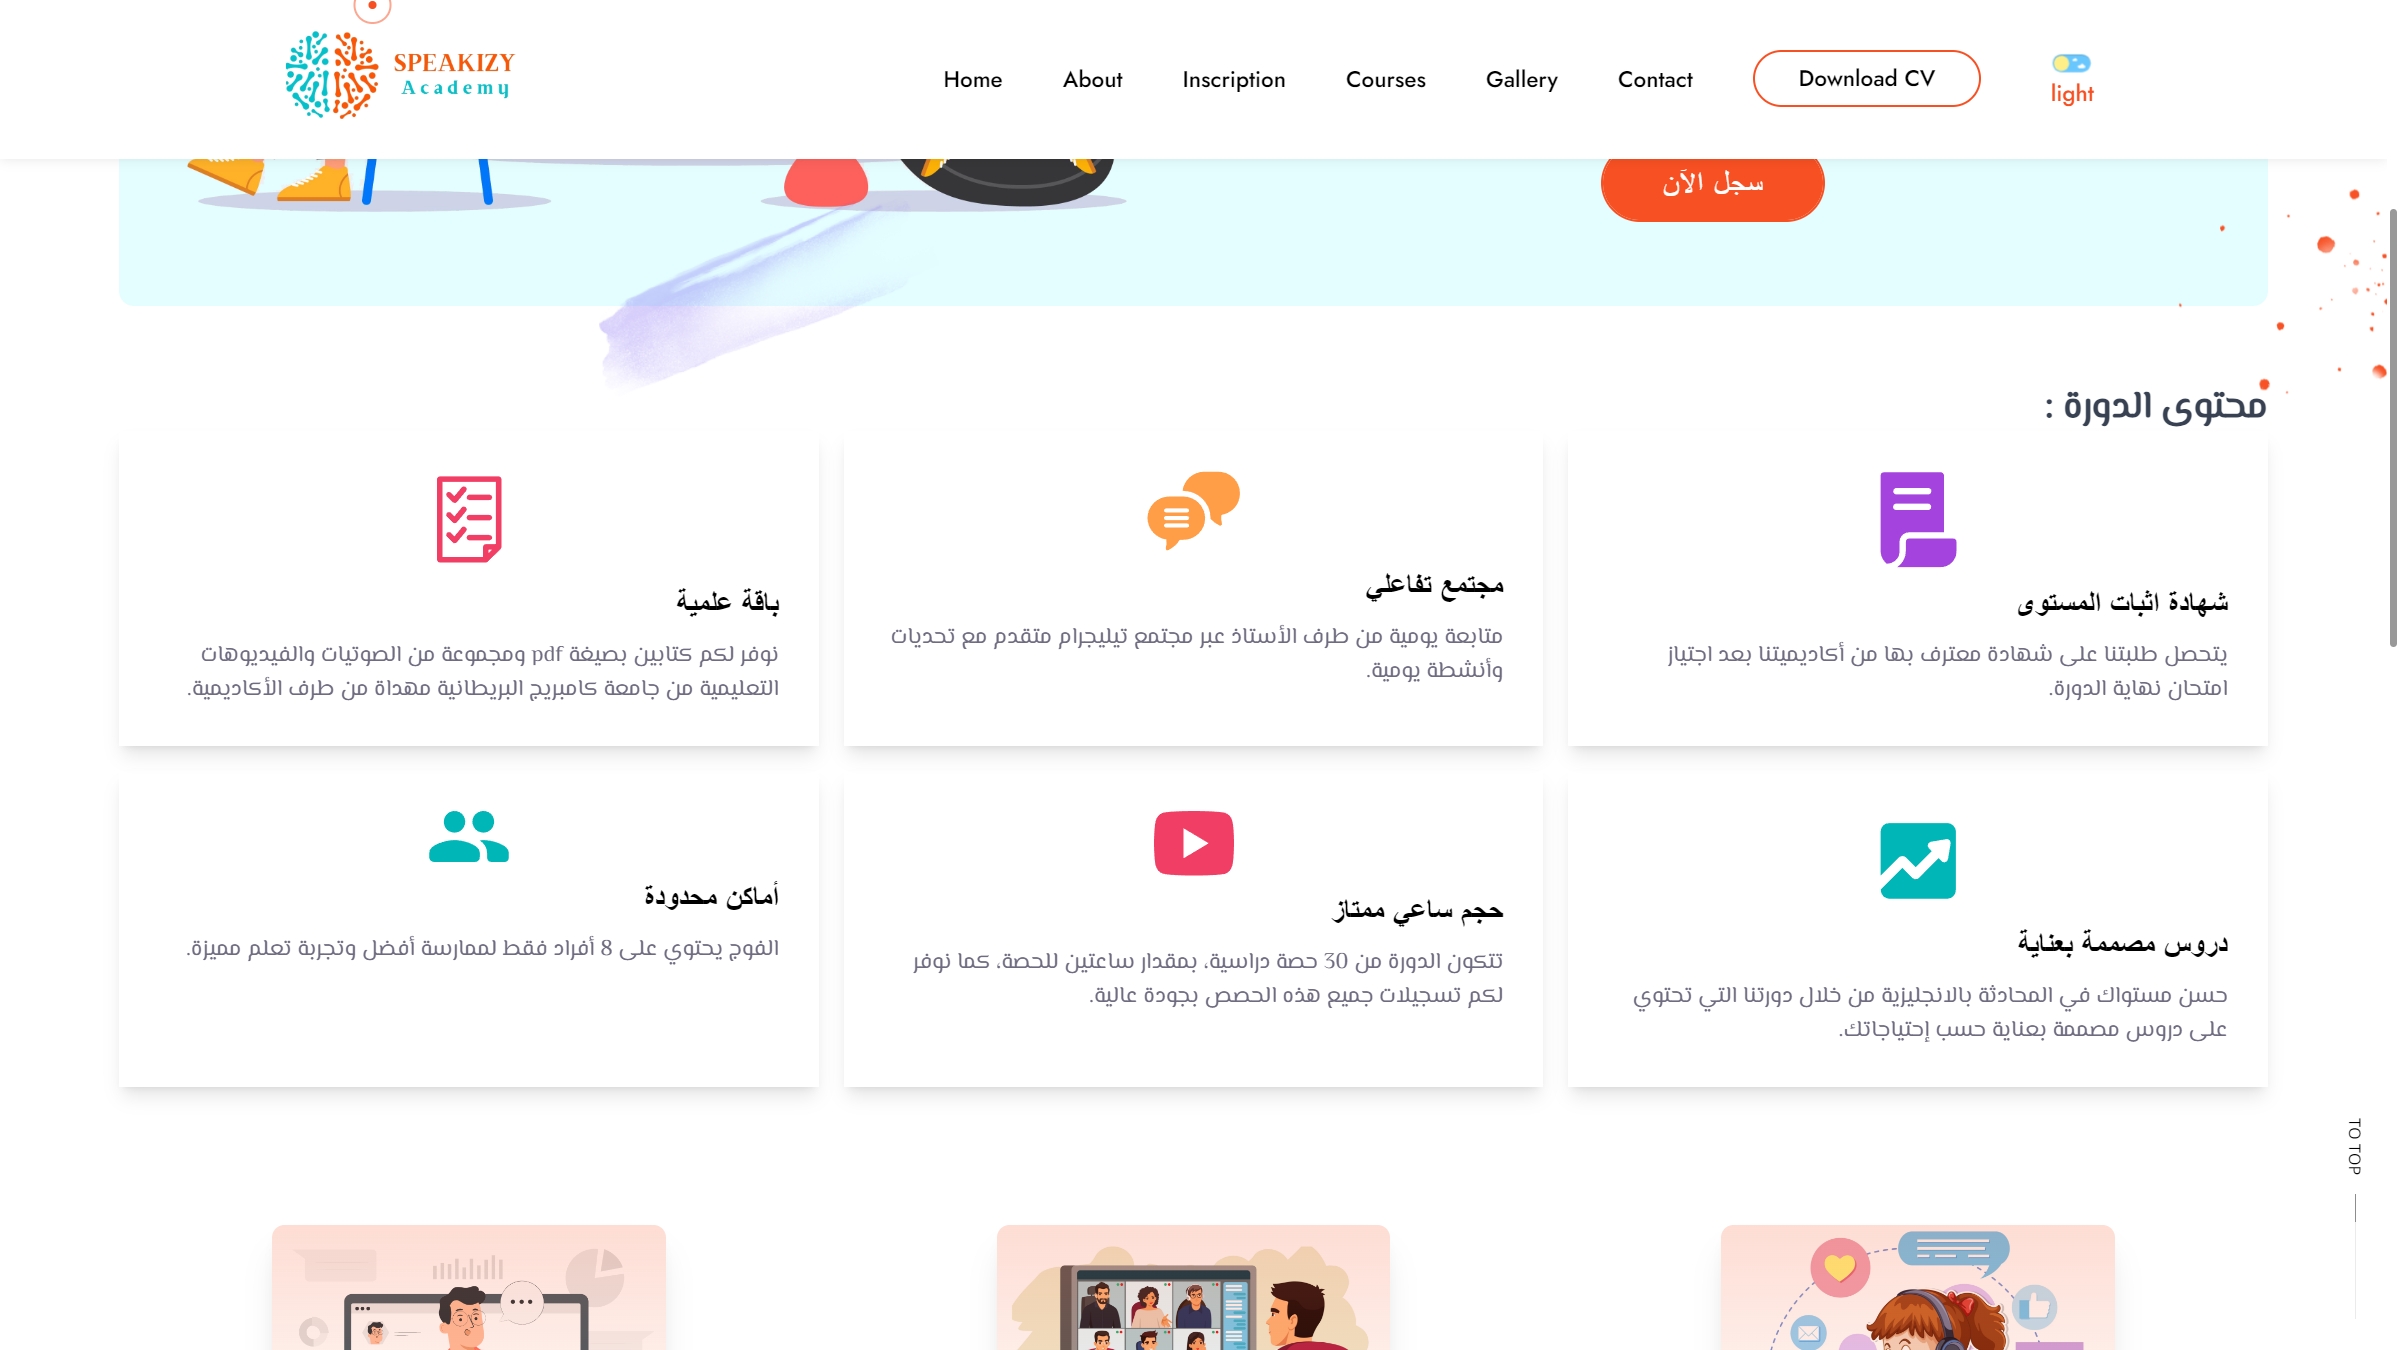 SPEAKIZY
Academy
Home
About
Inscription
Courses
Gallery
Contact
Download CV
light
سجل الآن
محتوى الدورة :
شهادة اثبات المستوى
يتحصل طلبتنا على شهادة معترف بها من أكاديميتنا بعد اجتياز
امتحان نهاية الدورة.
مجتمع تفاعلي
متابعة يومية من طرف الأستاذ عبر مجتمع تيليجرام متقدم مع تحديات
وأنشطة يومية.
باقة علمية
نوفر لكم كتابين بصيغة pdf ومجموعة من الصوتيات والفيديوهات
التعليمية من جامعة كامبريج البريطانية مهداة من طرف الأكاديمية.
دروس مصممة بعناية
حسن مستواك في المحادثة بالانجليزية من خلال دورتنا التي تحتوي
على دروس مصممة بعناية حسب إحتياجاتك.
حجم ساعي ممتاز
تتكون الدورة من 30 حصة دراسية، بمقدار ساعتين للحصة، كما نوفر
لكم تسجيلات جميع هذه الحصص بجودة عالية.
أماكن محدودة
الفوج يحتوي على 8 أفراد فقط لممارسة أفضل وتجربة تعلم مميزة.
TO TOP